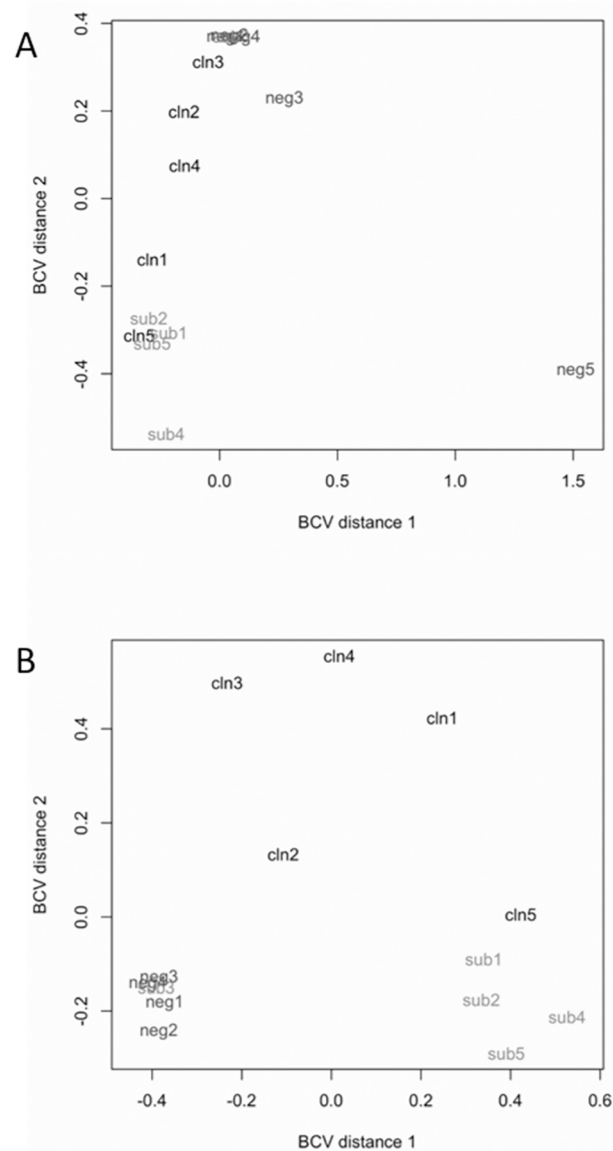 A
0.4
0.2
0.0
-0.2
-0.4
BCV distance 2
neg4
cln3
neg3
cln2
cln4
cln1
sub2
cln5
sub1
sub5
neg5
sub4
0.0 0.5 1.0 1.5
BCV distance 1
B
0.4
0.2
0.0
-0.2
BCV distance 2
cln4
cln3
cln1
cln2
cln5
sub1
neg3
neg4
sub3
neg1
sub2
sub4
neg2
sub5
-0.4 -0.2 0.0 0.2 0.4 0.6
BCV distance 1